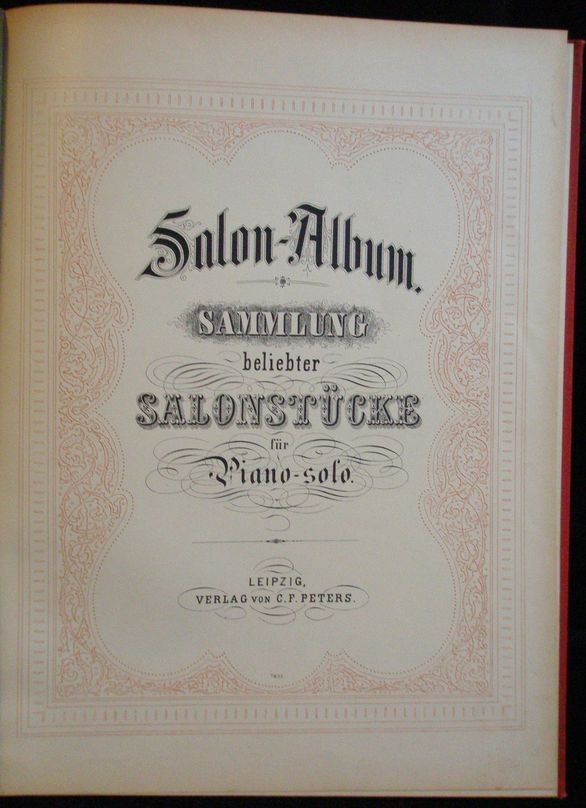 Salon-Album.
SAMMLUNG
beliebter
SALONSTÜCKE
für
Piano-solo.
LEIPZIG,
VERLAG VON C. F. PETERS.